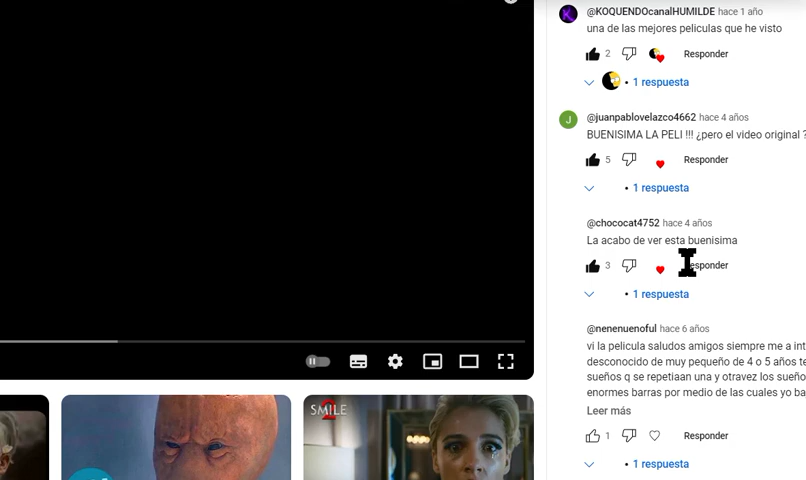 @KOQUENDOcanalHUMILDE hace 1 año
una de las mejores peliculas que he visto
2 Responder
• 1 respuesta
J
@juanpablovelazco4662 hace 4 años
BUENISIMA LA PELI !!! ¿pero el video original ?
5 Responder
• 1 respuesta
@chococat4752 hace 4 años
La acabo de ver esta buenisima
3 esponder
• 1 respuesta
@nenenuenoful hace 6 años
vi la pelicula saludos amigos siempre me a int
desconocido de muy pequeño de 4 o 5 años te
sueños q se repetiaan una y otravez los sueño
enormes barras por medio de las cuales yo ba
Leer más
1 Responder
• 1 respuesta
SMILE
2